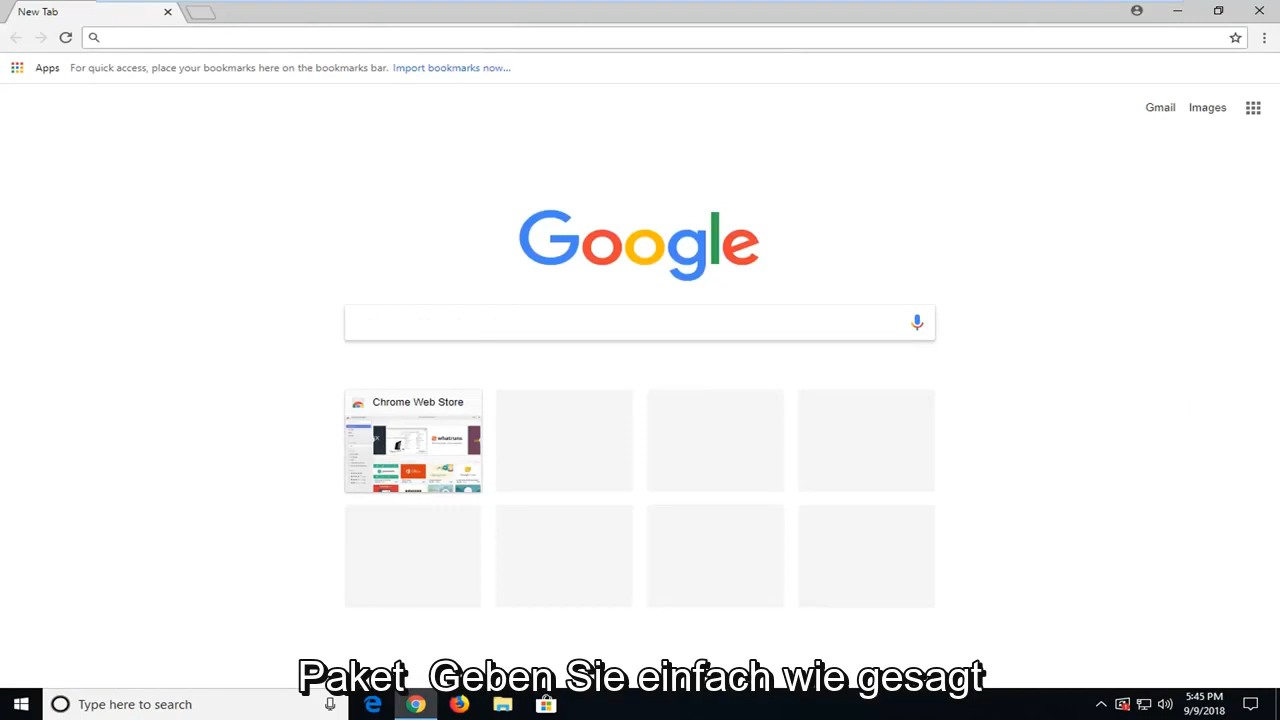 New Tab
Apps For quick access, place your bookmarks here on the bookmarks bar. Import bookmarks now...
Gmail Images
Google
Chrome Web Store
whatruns
Paket Geben Sie einfach wie gesagt
Type here to search
5:45 PM
9/9/2018